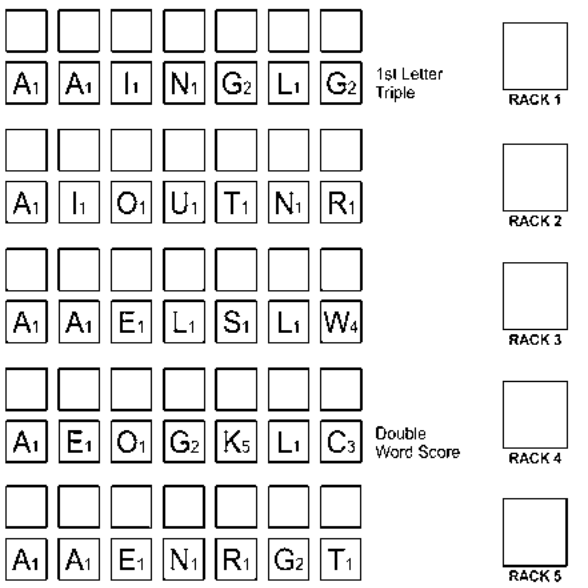 A1 A1 I1 N1 G2 L1 G2
1st Letter
Triple
RACK 1
A1 I1 O1 U1 T1 N1 R1
RACK 2
A1 A1 E1 L1 S1 L1 W4
RACK 3
A1 E1 O1 G2 K5 L1 C3
Double
Word Score
RACK 4
A1 A1 E1 N1 R1 G2 T1
RACK 5